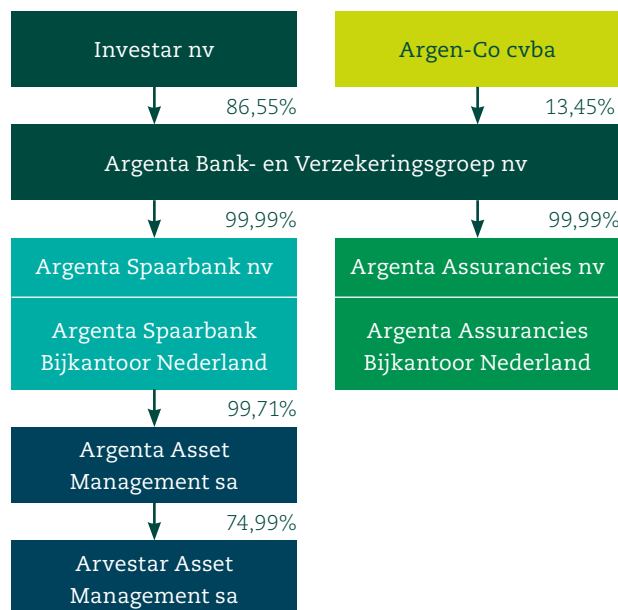 Investar nv
Argen-Co cvba
86,55%
13,45%
Argenta Bank- en Verzekeringsgroep nv
99,99%
99,99%
Argenta Spaarbank nv
Argenta Assurancies nv
Argenta Spaarbank
Bijkantoor Nederland
Argenta Assurancies
Bijkantoor Nederland
99,71%
Argenta Asset
Management sa
74,99%
Arvestar Asset
Management sa